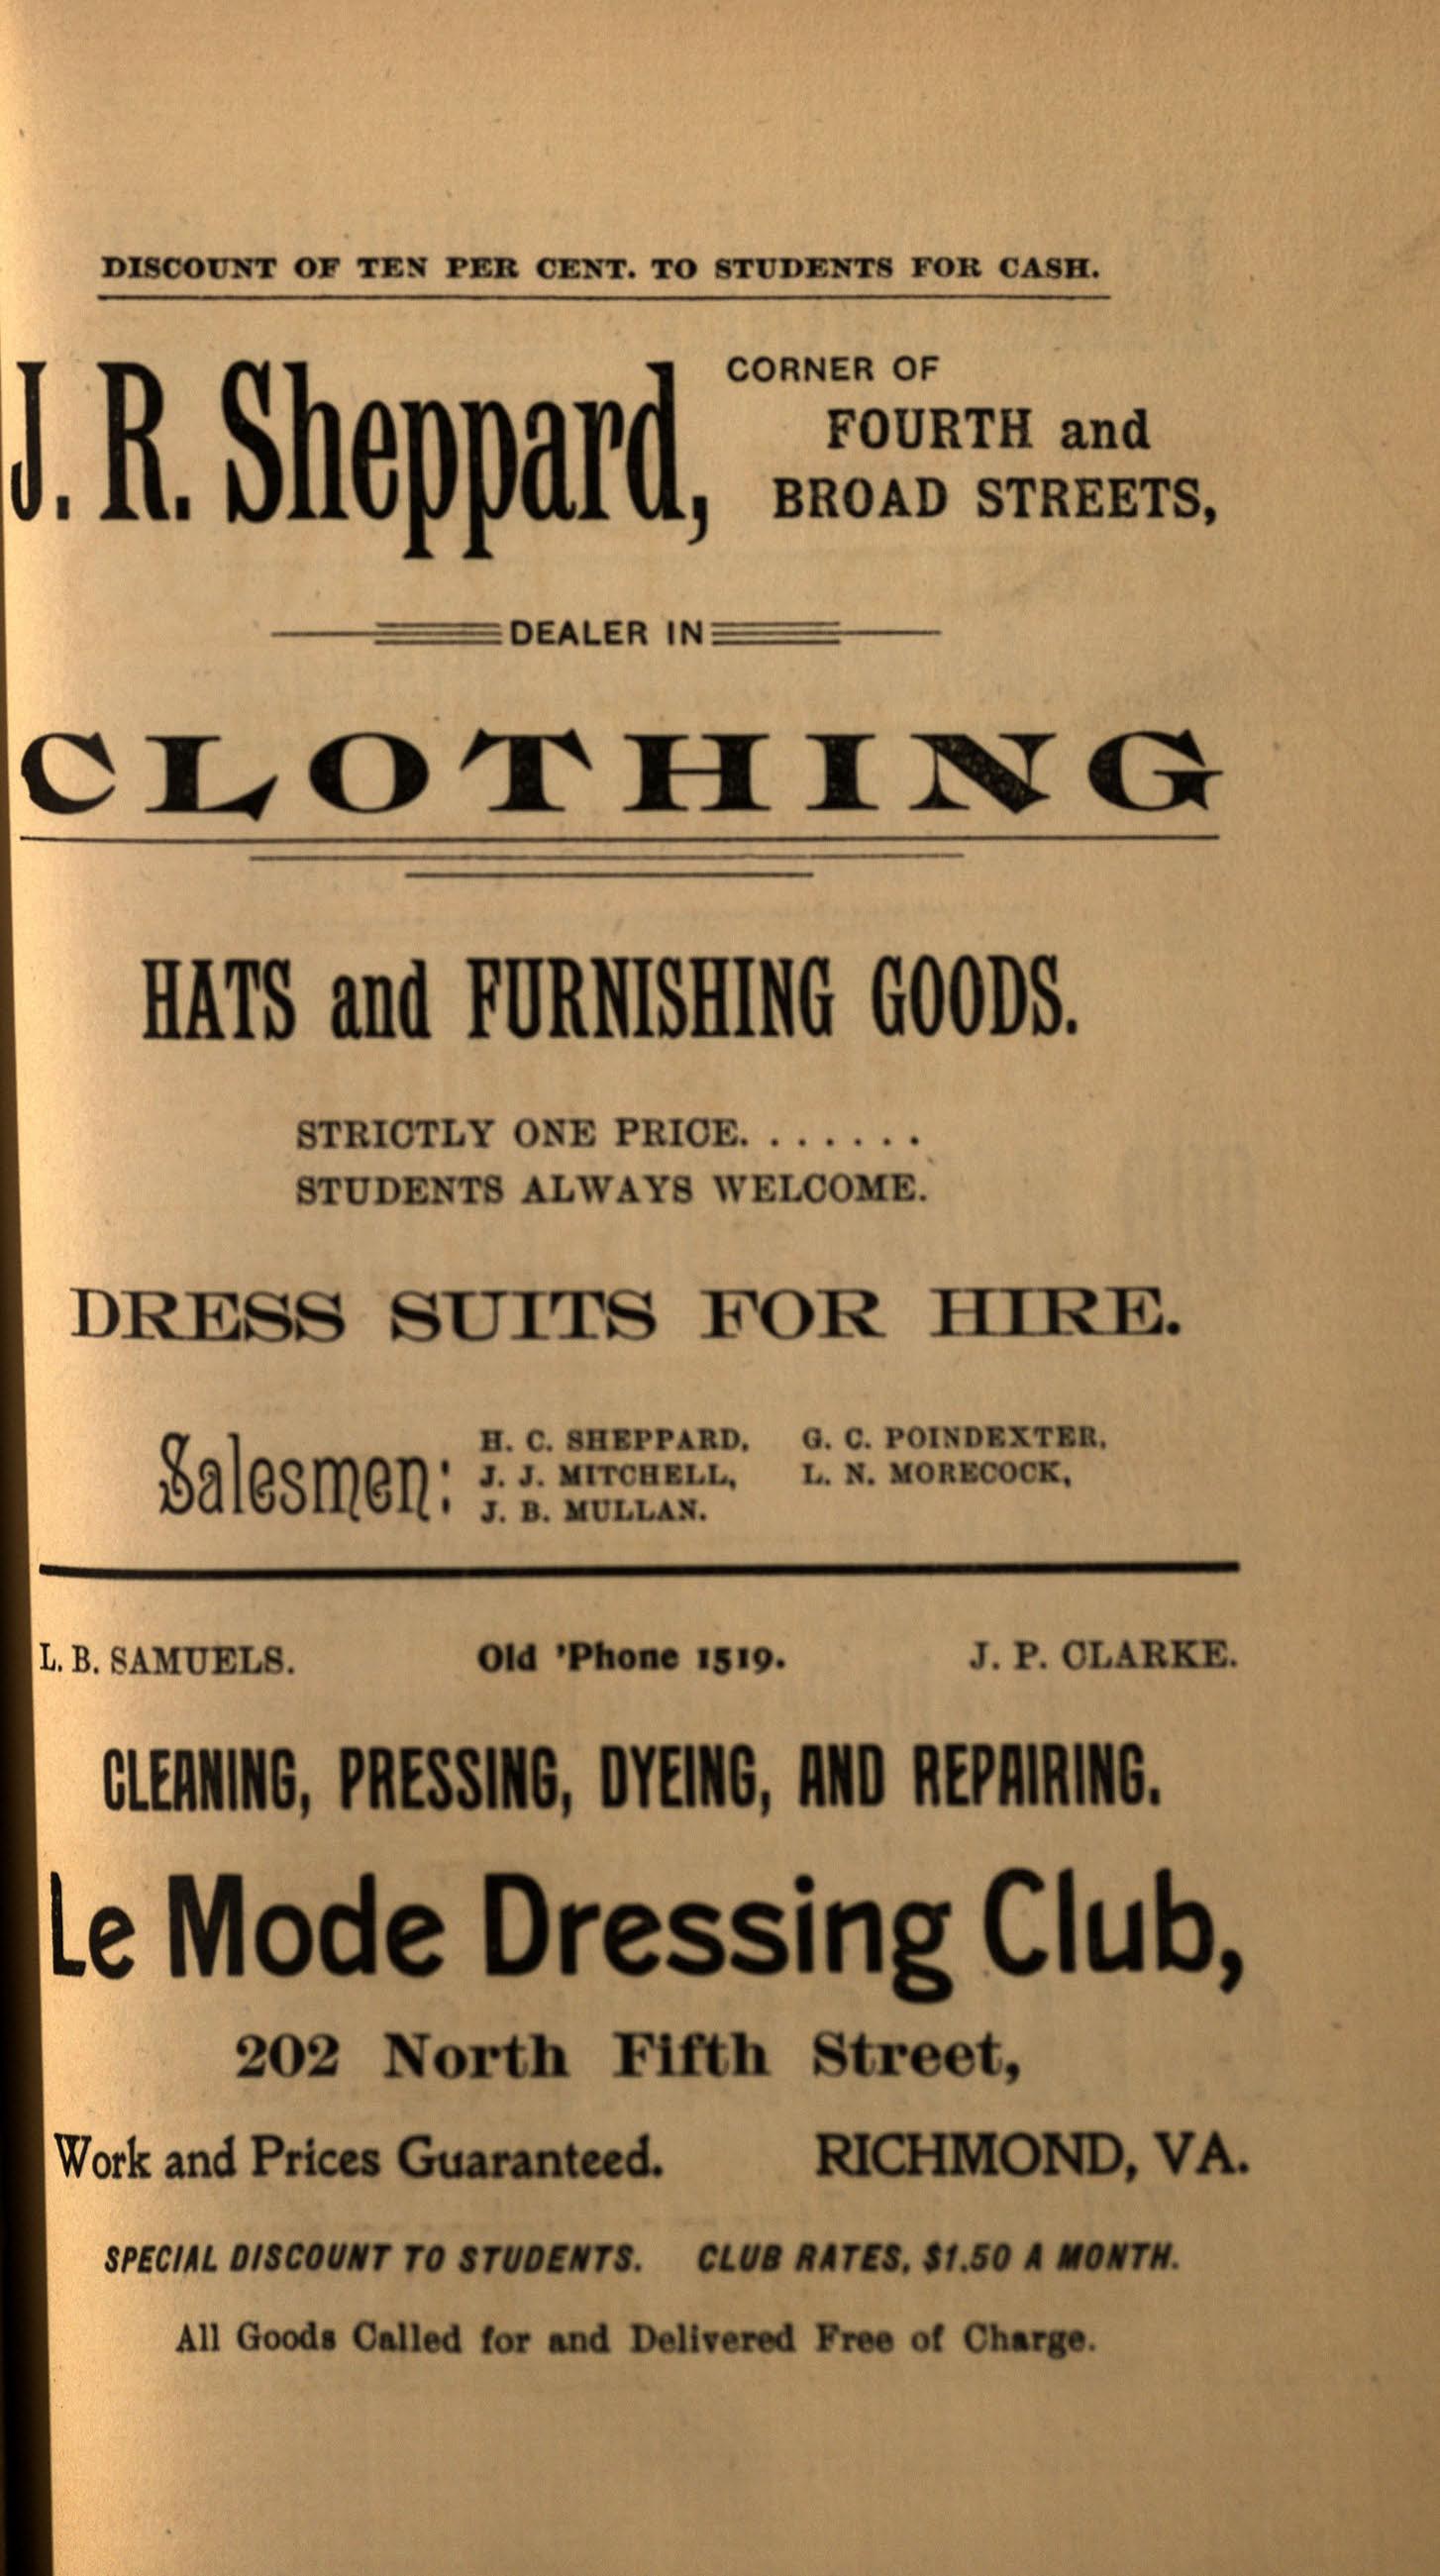 DISCOUNT OF TEN PER CENT. TO STUDENTS FOR CASH.
J. R. Sheppard,
CORNER OF
FOURTH and
BROAD STREETS,
DEALER IN
CLOTHING
HATS and FURNISHING GOODS.
STRICTLY ONE PRICE. . . . . . . .
STUDENTS ALWAYS WELCOME.
DRESS SUITS FOR HIRE.
Salesmen:
H. C. SHEPPARD, G. C. POINDEXTER,
J. J. MITCHELL, L. N. MORECOCK,
J. B. MULLAN.
L. B. SAMUELS. Old 'Phone 1519. J. P. CLARKE.
CLEANING, PRESSING, DYEING, AND REPAIRING.
Le Mode Dressing Club,
202 North Fifth Street,
Work and Prices Guaranteed. RICHMOND, VA.
SPECIAL DISCOUNT TO STUDENTS. CLUB RATES, $1.50 A MONTH.
All Goods Called for and Delivered Free of Charge.